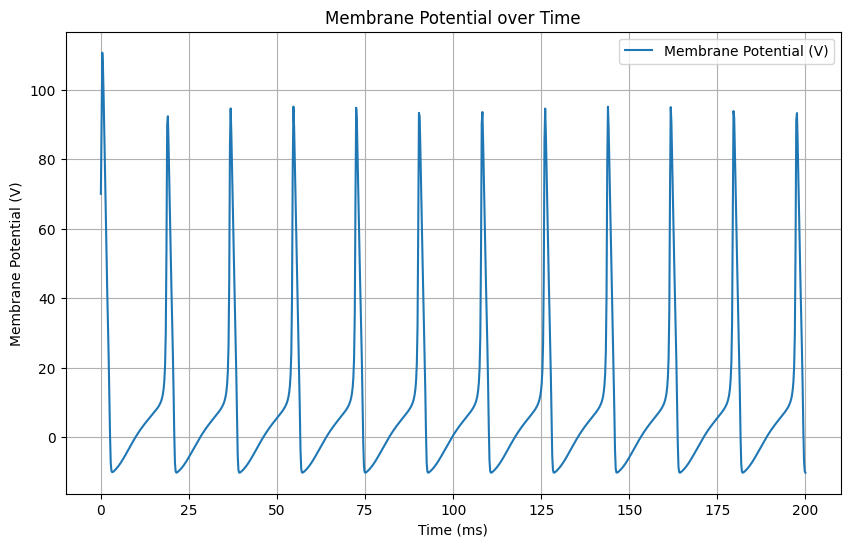 Membrane Potential over Time
Membrane Potential (V)
Membrane Potential (V)
100
80
60
40
20
0
0 25 50 75 100 125 150 175 200
Time (ms)